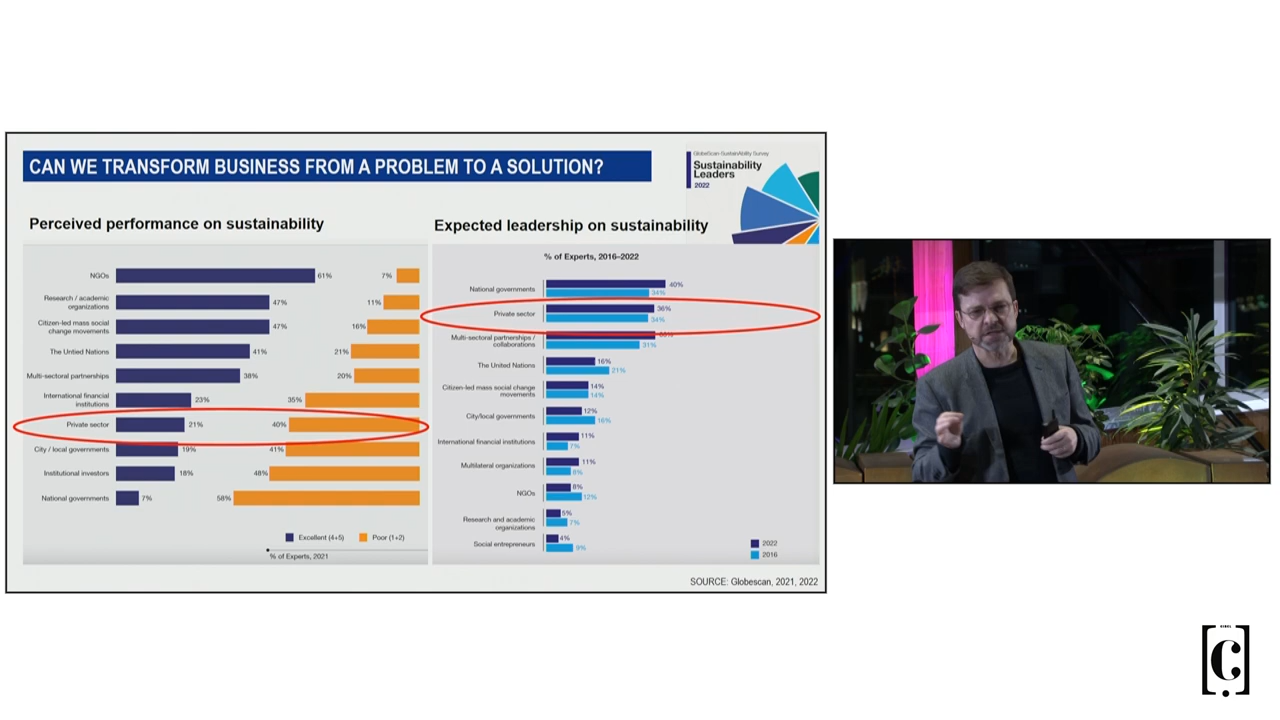 CAN WE TRANSFORM BUSINESS FROM A PROBLEM TO A SOLUTION?
GlobeScan-SustainAbility Survey
Sustainability
Leaders
2022
Perceived performance on sustainability
NGOs 61% 7%
Research / academic
organizations 47% 11%
Citizen-led mass social
change movements 47% 16%
The Untied Nations 41% 21%
Multi-sectoral partnerships 38% 20%
International financial
institutions 23% 35%
Private sector 21% 40%
City / local governments 19% 41%
Institutional investors 18% 48%
National governments 7% 58%
Excellent (4+5) Poor (1+2)
% of Experts, 2021
Expected leadership on sustainability
% of Experts, 2016–2022
National governments 40%
34%
Private sector 36%
34%
Multi-sectoral partnerships /
collaborations
31%
The United Nations 16%
21%
Citizen-led mass social change
movements 14%
14%
City/local governments 12%
16%
International financial institutions 11%
7%
Multilateral organizations 11%
8%
NGOs 8%
12%
Research and academic
organizations 5%
7%
Social entrepreneurs 4%
9%
2022
2016
SOURCE: Globescan, 2021, 2022
[Ç]